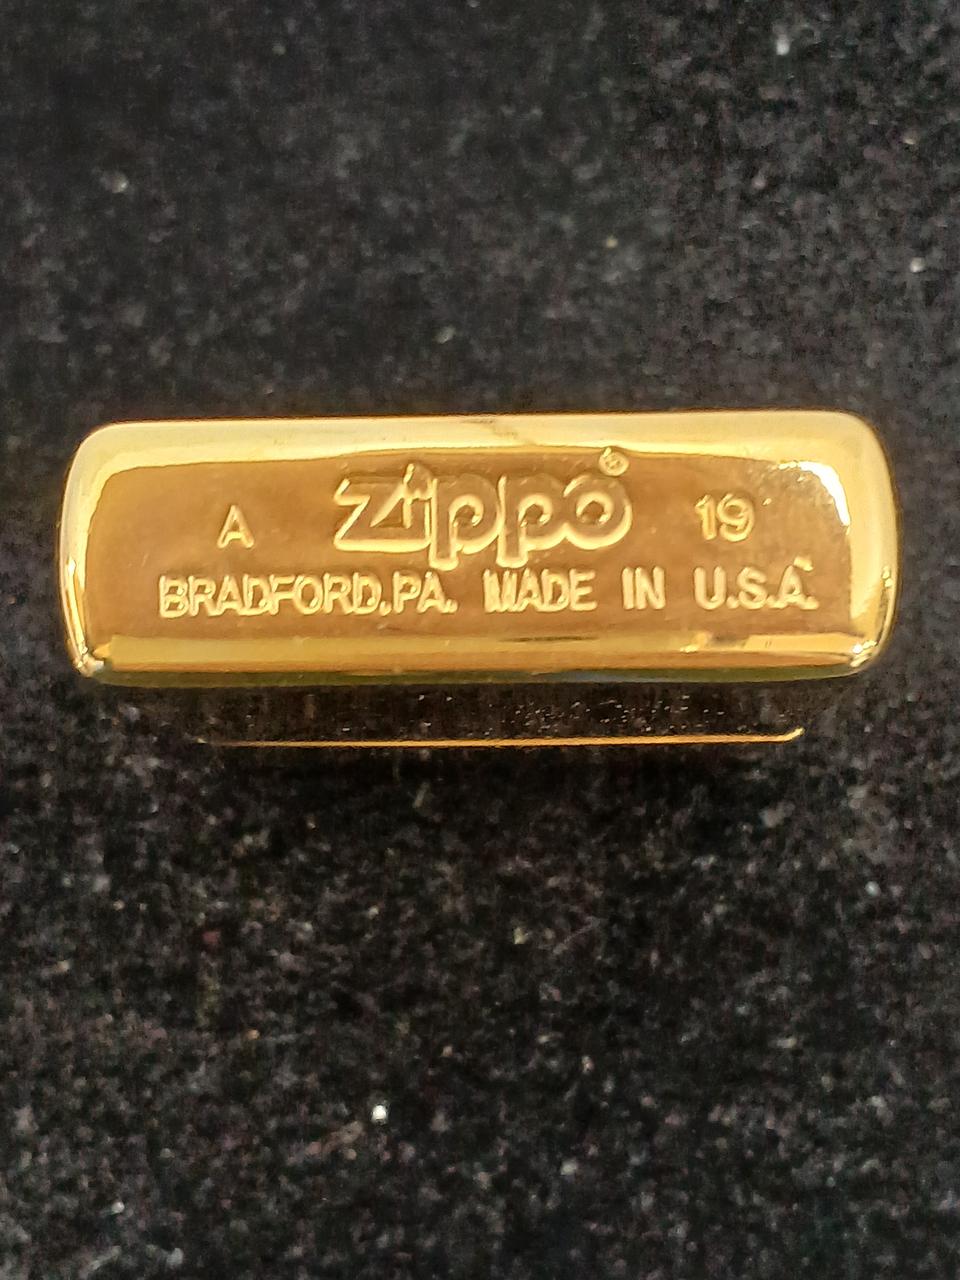 A Zippo® 19
BRADFORD,PA. MADE IN U.S.A.